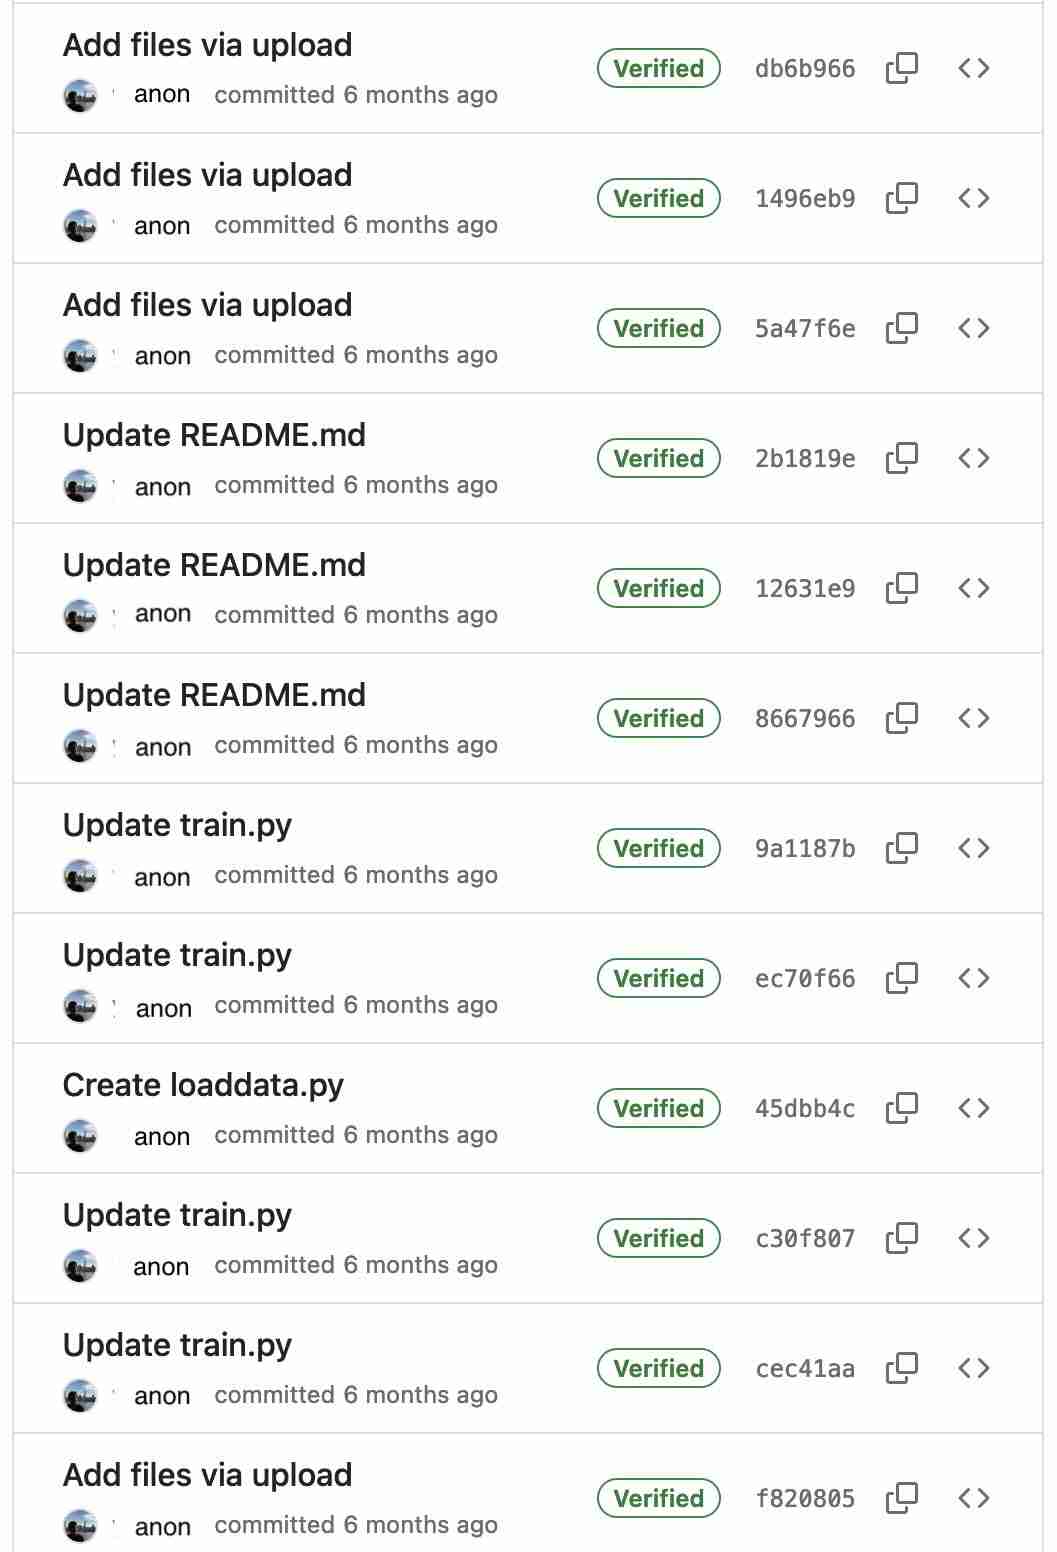 Add files via upload
anon committed 6 months ago
Verified db6b966
Add files via upload
anon committed 6 months ago
Verified 1496eb9
Add files via upload
anon committed 6 months ago
Verified 5a47f6e
Update README.md
anon committed 6 months ago
Verified 2b1819e
Update README.md
anon committed 6 months ago
Verified 12631e9
Update README.md
anon committed 6 months ago
Verified 8667966
Update train.py
anon committed 6 months ago
Verified 9a1187b
Update train.py
anon committed 6 months ago
Verified ec70f66
Create loaddata.py
anon committed 6 months ago
Verified 45dbb4c
Update train.py
anon committed 6 months ago
Verified c30f807
Update train.py
anon committed 6 months ago
Verified cec41aa
Add files via upload
anon committed 6 months ago
Verified f820805